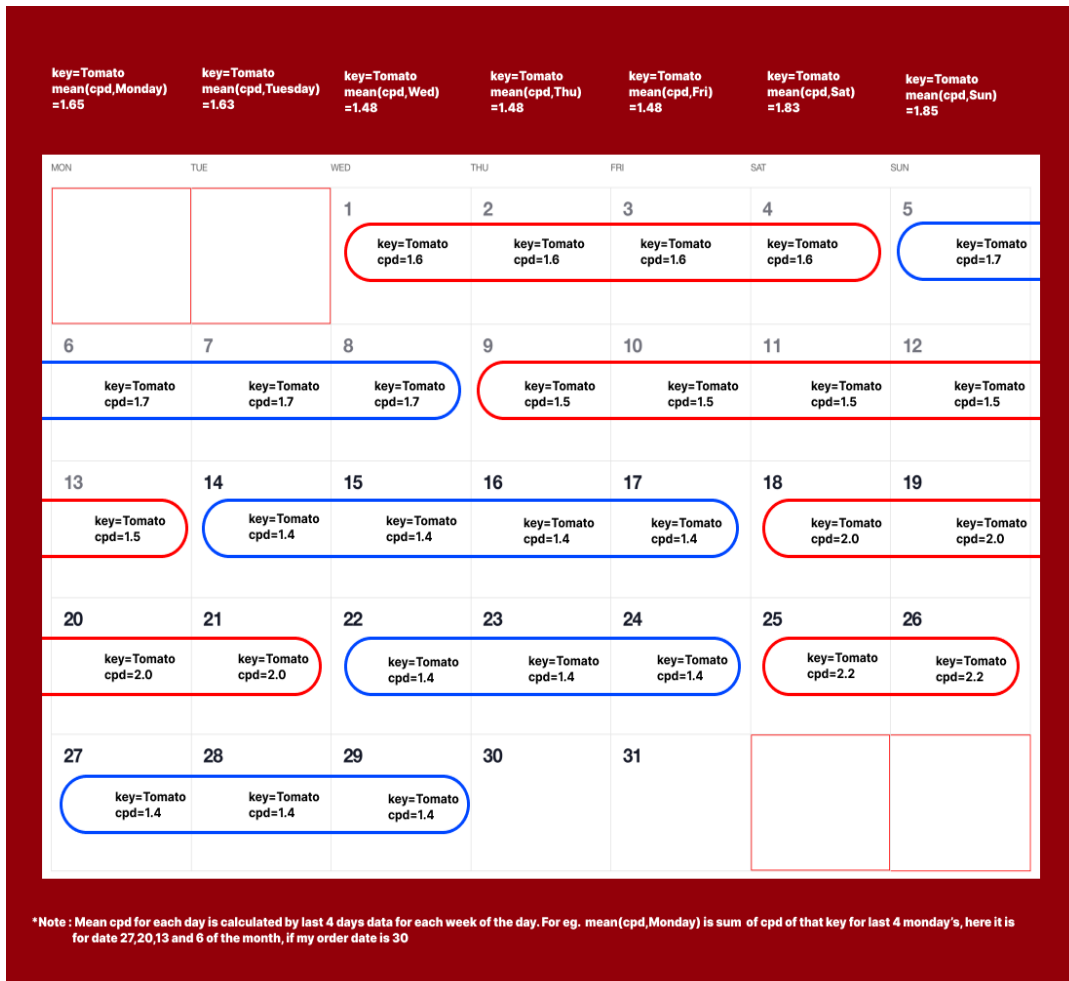 key=Tomato
mean(cpd,Monday)
=1.65
key=Tomato
mean(cpd,Tuesday)
=1.63
key=Tomato
mean(cpd,Wed)
=1.48
key=Tomato
mean(cpd,Thu)
=1.48
key=Tomato
mean(cpd,Fri)
=1.48
key=Tomato
mean(cpd,Sat)
=1.83
key=Tomato
mean(cpd,Sun)
=1.85
MON
TUE
WED
THU
FRI
SAT
SUN
1
key=Tomato
cpd=1.6
2
key=Tomato
cpd=1.6
3
key=Tomato
cpd=1.6
4
key=Tomato
cpd=1.6
5
key=Tomato
cpd=1.7
6
key=Tomato
cpd=1.7
7
key=Tomato
cpd=1.7
8
key=Tomato
cpd=1.7
9
key=Tomato
cpd=1.5
10
key=Tomato
cpd=1.5
11
key=Tomato
cpd=1.5
12
key=Tomato
cpd=1.5
13
key=Tomato
cpd=1.5
14
key=Tomato
cpd=1.4
15
key=Tomato
cpd=1.4
16
key=Tomato
cpd=1.4
17
key=Tomato
cpd=1.4
18
key=Tomato
cpd=2.0
19
key=Tomato
cpd=2.0
20
key=Tomato
cpd=2.0
21
key=Tomato
cpd=2.0
22
key=Tomato
cpd=1.4
23
key=Tomato
cpd=1.4
24
key=Tomato
cpd=1.4
25
key=Tomato
cpd=2.2
26
key=Tomato
cpd=2.2
27
key=Tomato
cpd=1.4
28
key=Tomato
cpd=1.4
29
key=Tomato
cpd=1.4
30
31
*Note : Mean cpd for each day is calculated by last 4 days data for each week of the day. For eg. mean(cpd,Monday) is sum of cpd of that key for last 4 monday's, here it is
for date 27,20,13 and 6 of the month, if my order date is 30